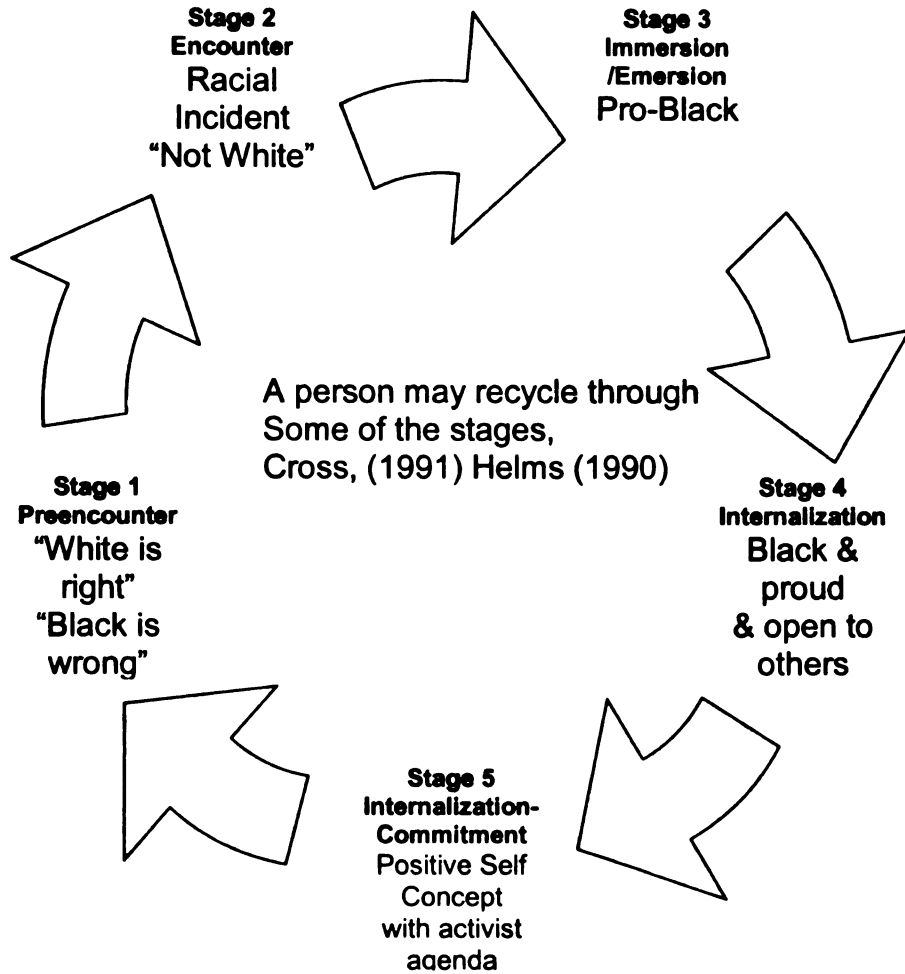 Stage 1
Preencounter
“White is
right”
“Black is
wrong”
Stage 2
Encounter
Racial
Incident
“Not White”
Stage 3
Immersion
/Emersion
Pro-Black
Stage 4
Internalization
Black &
proud
& open to
others
Stage 5
Internalization-
Commitment
Positive Self
Concept
with activist
agenda
A person may recycle through
Some of the stages,
Cross, (1991) Helms (1990)